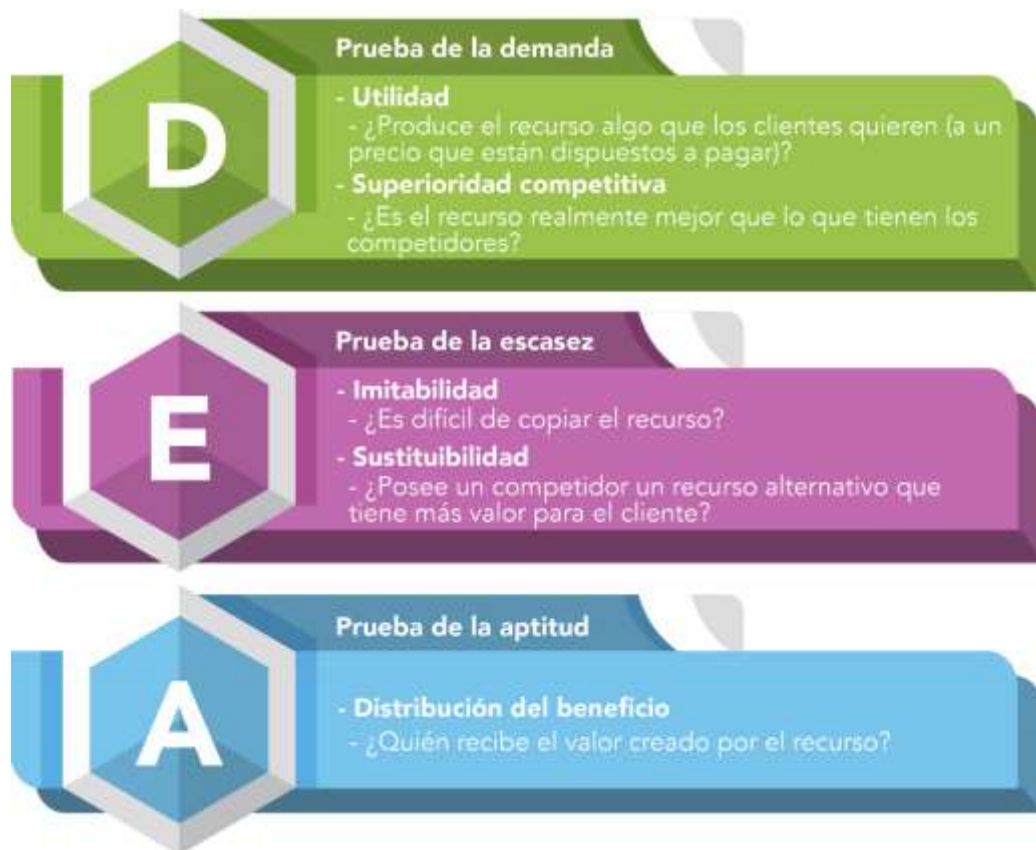 D
Prueba de la demanda
- Utilidad
- ¿Produce el recurso algo que los clientes quieren (a un
precio que están dispuestos a pagar)?
- Superioridad competitiva
- ¿Es el recurso realmente mejor que lo que tienen los
competidores?
E
Prueba de la escasez
- Imitabilidad
- ¿Es difícil de copiar el recurso?
- Sustituibilidad
- ¿Posee un competidor un recurso alternativo que
tiene más valor para el cliente?
A
Prueba de la aptitud
- Distribución del beneficio
- ¿Quién recibe el valor creado por el recurso?